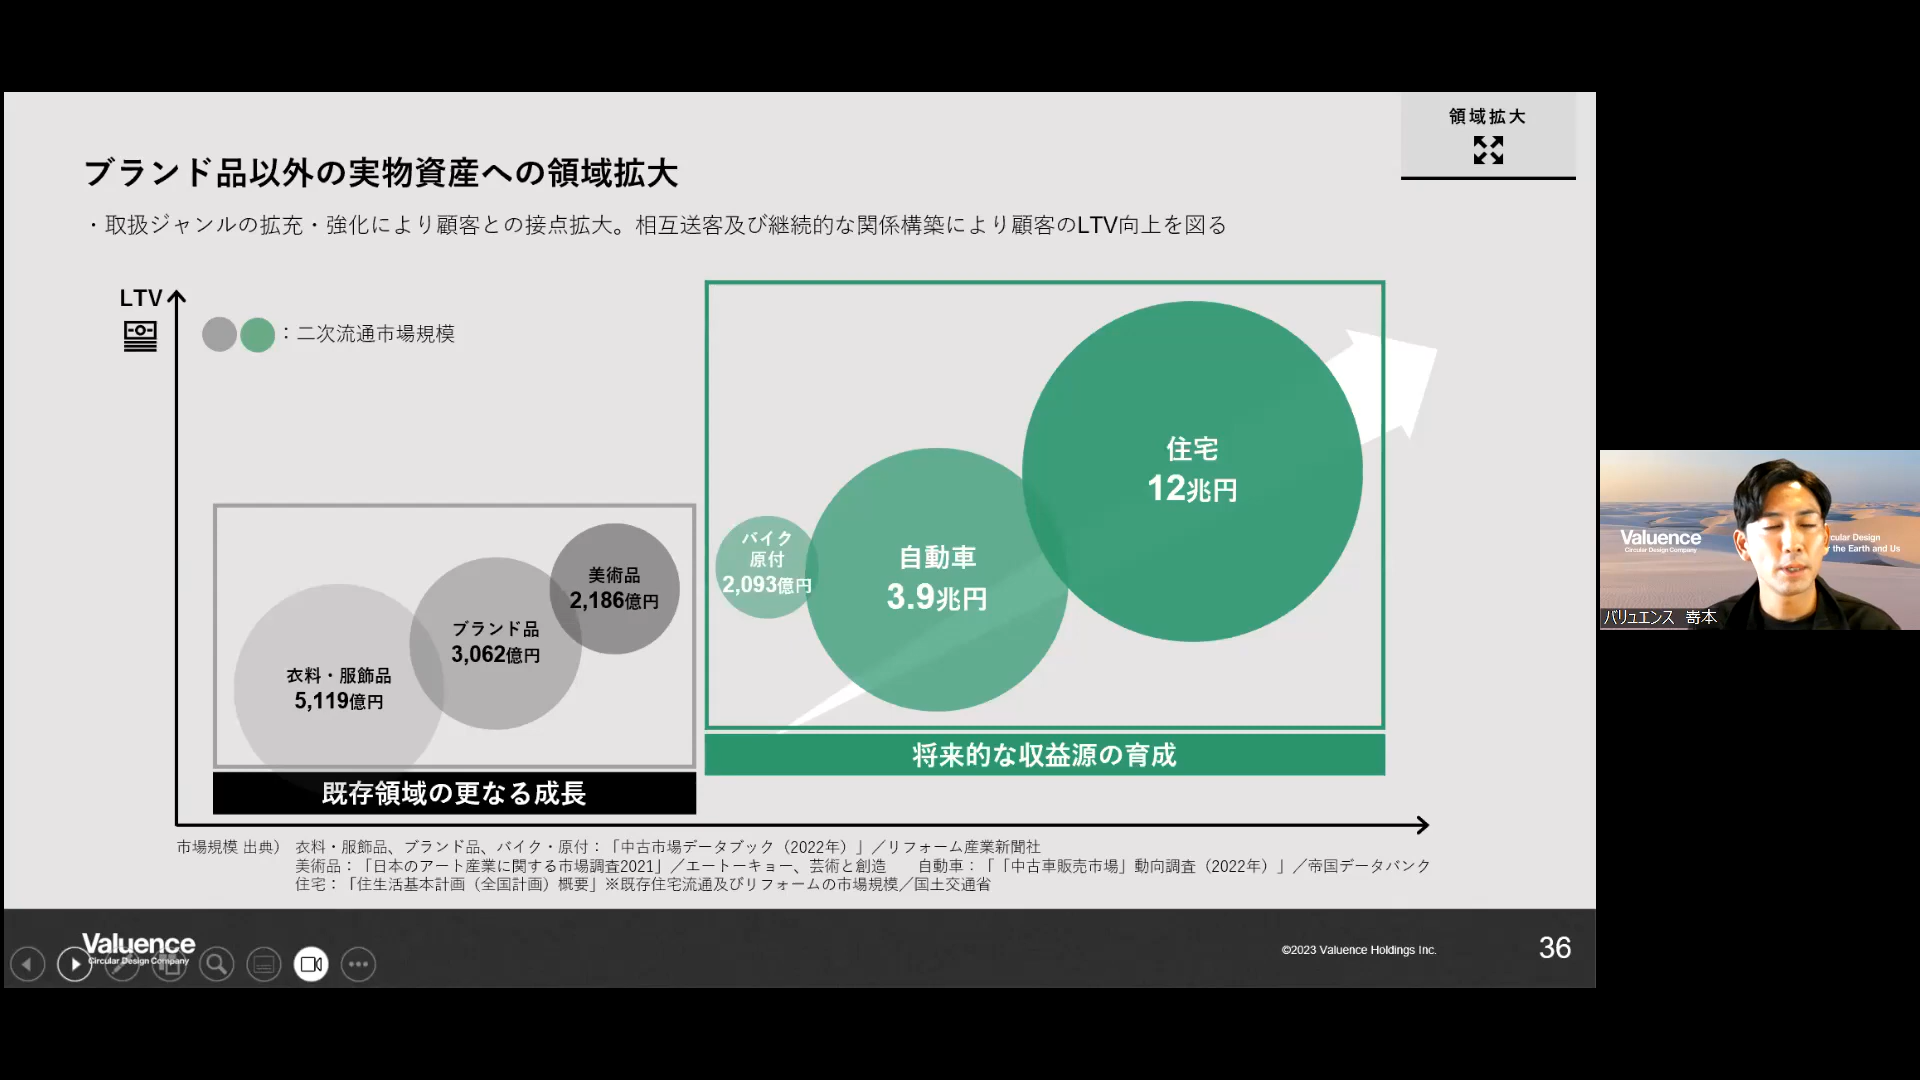 領域拡大
ブランド品以外の実物資産への領域拡大
・取扱ジャンルの拡充・強化により顧客との接点拡大。相互送客及び継続的な関係構築により顧客のLTV向上を図る
LTV
：二次流通市場規模
衣料・服飾品
5,119億円
ブランド品
3,062億円
美術品
2,186億円
既存領域の更なる成長
バイク
原付
2,093億円
自動車
3.9兆円
住宅
12兆円
将来的な収益源の育成
市場規模 出典） 衣料・服飾品、ブランド品、バイク・原付：「中古市場データブック（2022年）」／リフォーム産業新聞社
美術品：「日本のアート産業に関する市場調査2021」／エートーキョー、芸術と創造　自動車：「「中古車販売市場」動向調査（2022年）」／帝国データバンク
住宅：「住生活基本計画（全国計画）概要」※既存住宅流通及びリフォームの市場規模／国土交通省
Valuence
Circular Design Company
©2023 Valuence Holdings Inc.
36
Valuence
Circular Design Company
cular Design
r the Earth and Us
バリュエンス 嵜本